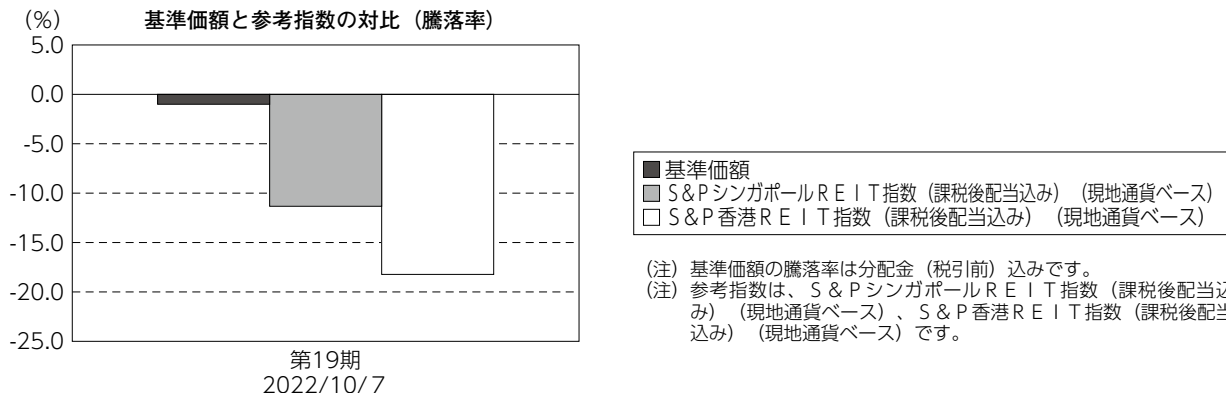 (%)
基準価額と参考指数の対比（騰落率）
5.0
0.0
-5.0
-10.0
-15.0
-20.0
-25.0
第19期
2022/10/7
基準価額
S&PシンガポールＲＥＩＴ指数（課税後配当込み）（現地通貨ベース）
S&P香港ＲＥＩＴ指数（課税後配当込み）（現地通貨ベース）
（注）基準価額の騰落率は分配金（税引前）込みです。
（注）参考指数は、Ｓ＆ＰシンガポールＲＥＩＴ指数（課税後配当込
み）（現地通貨ベース）、Ｓ＆Ｐ香港ＲＥＩＴ指数（課税後配当
込み）（現地通貨ベース）です。